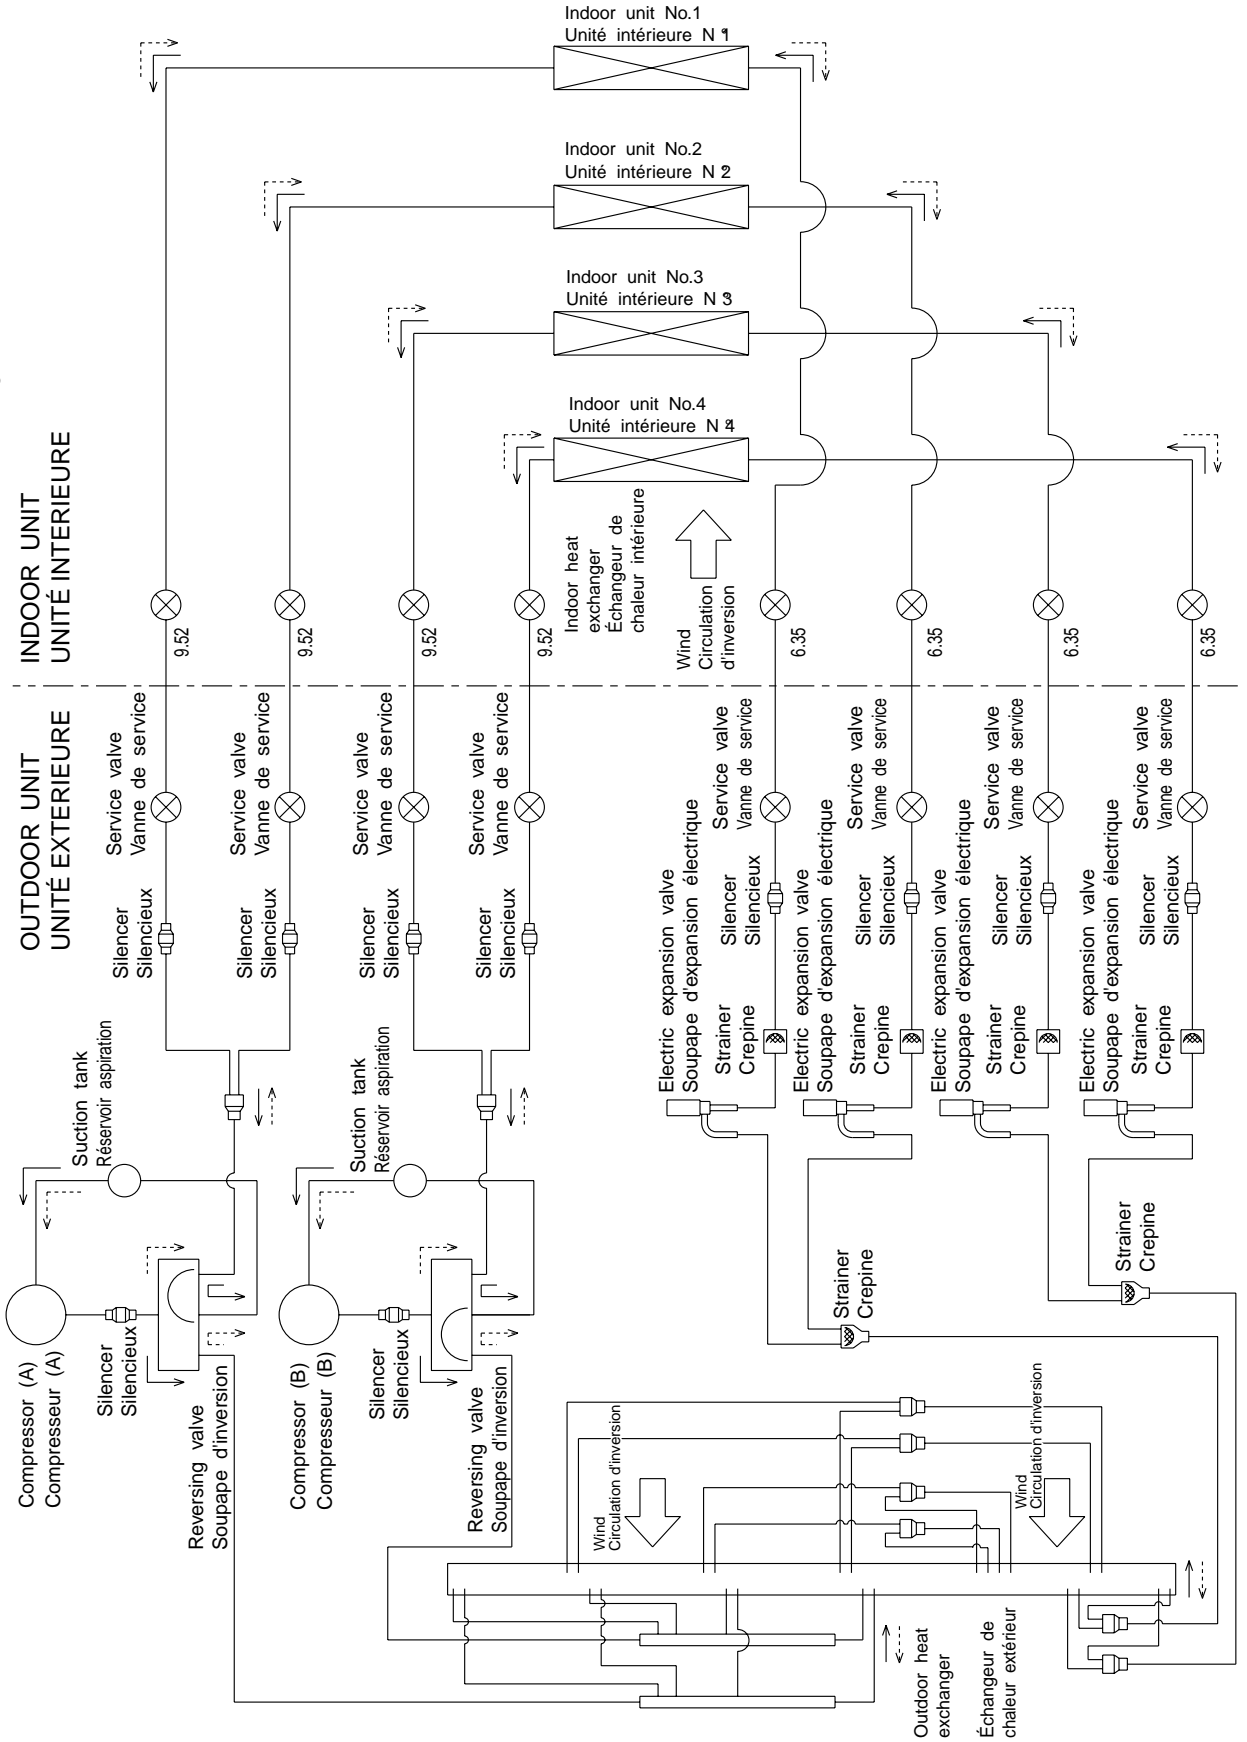 Indoor unit No.1
Unité intérieure N°1
Indoor unit No.2
Unité intérieure N°2
Indoor unit No.3
Unité intérieure N°3
Indoor unit No.4
Unité intérieure N°4
INDOOR UNIT
UNITÉ INTERIEURE
Indoor heat
exchanger
Échangeur de
chaleur intérieure
Wind
Circulation
d'inversion
9.52
9.52
9.52
9.52
6.35
6.35
6.35
6.35
OUTDOOR UNIT
UNITÉ EXTERIEURE
Service valve
Vanne de service
Service valve
Vanne de service
Service valve
Vanne de service
Service valve
Vanne de service
Service valve
Vanne de service
Service valve
Vanne de service
Service valve
Vanne de service
Service valve
Vanne de service
Silencer
Silencieux
Silencer
Silencieux
Silencer
Silencieux
Silencer
Silencieux
Silencer
Silencieux
Silencer
Silencieux
Silencer
Silencieux
Silencer
Silencieux
Electric expansion valve
Soupape d'expansion électrique
Electric expansion valve
Soupape d'expansion électrique
Electric expansion valve
Soupape d'expansion électrique
Electric expansion valve
Soupape d'expansion électrique
Strainer
Crepine
Strainer
Crepine
Strainer
Crepine
Strainer
Crepine
Suction tank
Réservoir aspiration
Suction tank
Réservoir aspiration
Strainer
Crepine
Strainer
Crepine
Compressor (A)
Compresseur (A)
Silencer
Silencieux
Reversing valve
Soupape d'inversion
Compressor (B)
Compresseur (B)
Silencer
Silencieux
Reversing valve
Soupape d'inversion
Wind
Circulation d'inversion
Wind
Circulation d'inversion
Outdoor heat
exchanger
Échangeur de
chaleur extérieur